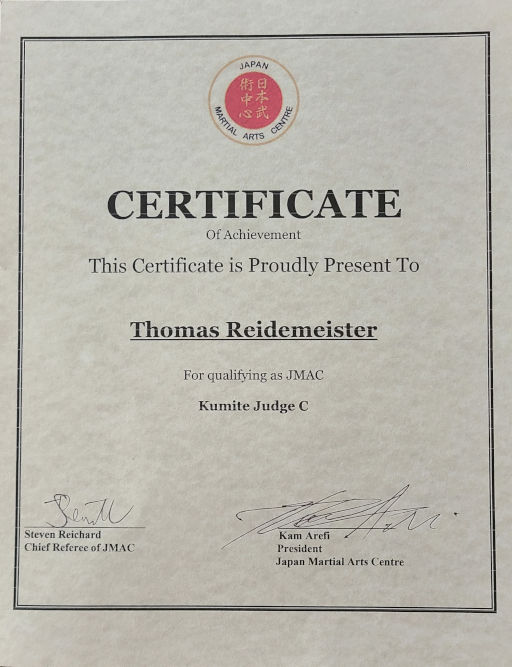 JAPAN
日本武
術中心
MARTIAL ARTS CENTRE
CERTIFICATE
Of Achievement
This Certificate is Proudly Present To
Thomas Reidemeister
For qualifying as JMAC
Kumite Judge C
Steven Reichard
Chief Referee of JMAC
Kam Arefi
President
Japan Martial Arts Centre